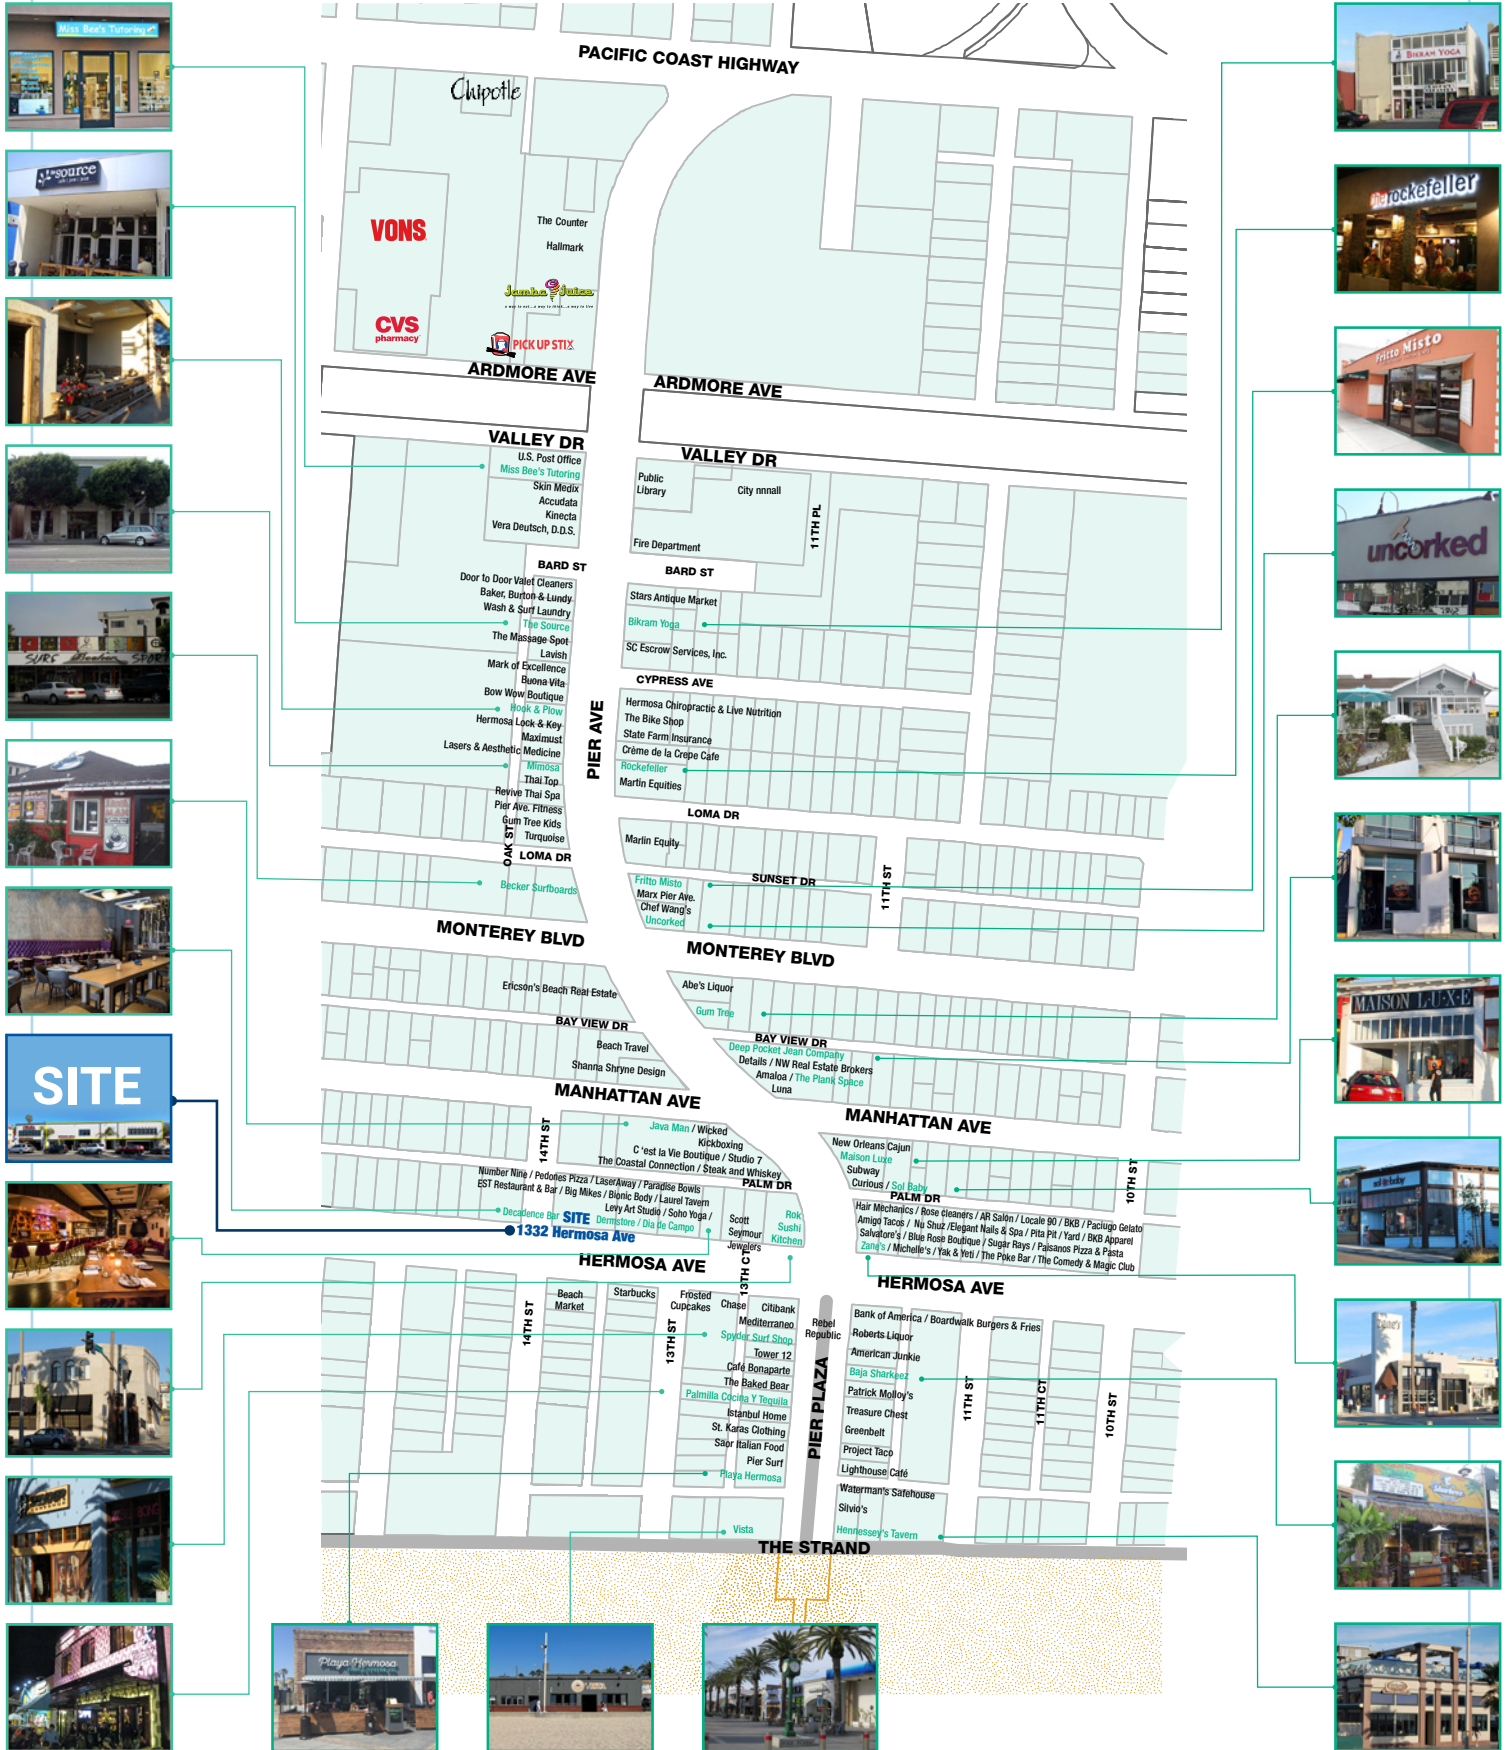 Miss Bee's Tutoring
the source
SURF Becker SPORT
SITE
Playa Hermosa
VISTA
BIKRAM YOGA
the rockefeller
Fritto Misto
uncorked
MAISON L·U·X·E
sol baby
zane's
Sharkeez
PACIFIC COAST HIGHWAY
Chipotle
VONS
The Counter
Hallmark
Jamba Juice
CVS
pharmacy
PICK UP STIX
ARDMORE AVE
ARDMORE AVE
VALLEY DR
VALLEY DR
U.S. Post Office
Miss Bee's Tutoring
Skin Medix
Accudata
Kinecta
Vera Deutsch, D.D.S.
Public
Library
City nnnall
11TH PL
Fire Department
BARD ST
BARD ST
Door to Door Valet Cleaners
Baker, Burton & Lundy
Wash & Surf Laundry
The Source
The Massage Spot
Lavish
Mark of Excellence
Buona Vita
Bow Wow Boutique
Hook & Plow
Hermosa Lock & Key
Maximust
Lasers & Aesthetic Medicine
Mimosa
Thai Top
Revive Thai Spa
Pier Ave. Fitness
Gum Tree Kids
Turquoise
OAK ST
LOMA DR
PIER AVE
Stars Antique Market
Bikram Yoga
SC Escrow Services, Inc.
CYPRESS AVE
Hermosa Chiropractic & Live Nutrition
The Bike Shop
State Farm Insurance
Crème de la Crepe Cafe
Rockefeller
Martin Equities
LOMA DR
Marlin Equity
SUNSET DR
11TH ST
Becker Surfboards
Fritto Misto
Marx Pier Ave.
Chef Wang's
Uncorked
MONTEREY BLVD
MONTEREY BLVD
Ericson's Beach Real Estate
Abe's Liquor
Gum Tree
BAY VIEW DR
BAY VIEW DR
Beach Travel
Shanna Shryne Design
Deep Pocket Jean Company
Details / NW Real Estate Brokers
Amaloa / The Plank Space
Luna
MANHATTAN AVE
MANHATTAN AVE
14TH ST
Java Man / Wicked
Kickboxing
C 'est la Vie Boutique / Studio 7
The Coastal Connection / Steak and Whiskey
PALM DR
New Orleans Cajun
Maison Luxe
Subway
Curious / Sol Baby
PALM DR
10TH ST
Number Nine / Pedones Pizza / LaserAway / Paradise Bowls
EST Restaurant & Bar / Big Mikes / Bionic Body / Laurel Tavern
Levy Art Studio / Soho Yoga /
Decadence Bar SITE Dermstore / Dia de Campo
1332 Hermosa Ave
Scott
Seymour
Jewelers
Rok
Sushi
Kitchen
Hair Mechanics / Rose cleaners / AR Salon / Locale 90 / BKB / Paciugo Gelato
Amigo Tacos / Nu Shuz /Elegant Nails & Spa / Pita Pit / Yard / BKB Apparel
Salvatore's / Blue Rose Boutique / Sugar Rays / Paisanos Pizza & Pasta
Zane's / Michelle's / Yak & Yeti / The Poke Bar / The Comedy & Magic Club
HERMOSA AVE
HERMOSA AVE
13TH CT
14TH ST
Beach
Market
Starbucks
Frosted
Cupcakes
13TH ST
Chase
Citibank
Mediterraneo
Spyder Surf Shop
Tower 12
Café Bonaparte
The Baked Bear
Palmilla Cocina Y Tequila
Istanbul Home
St. Karas Clothing
Saor Italian Food
Pier Surf
Playa Hermosa
Vista
Rebel
Republic
PIER PLAZA
Bank of America / Boardwalk Burgers & Fries
Roberts Liquor
American Junkie
Baja Sharkeez
Patrick Molloy's
Treasure Chest
Greenbelt
Project Taco
Lighthouse Café
Waterman's Safehouse
Silvio's
Hennessey's Tavern
11TH ST
11TH CT
10TH ST
THE STRAND